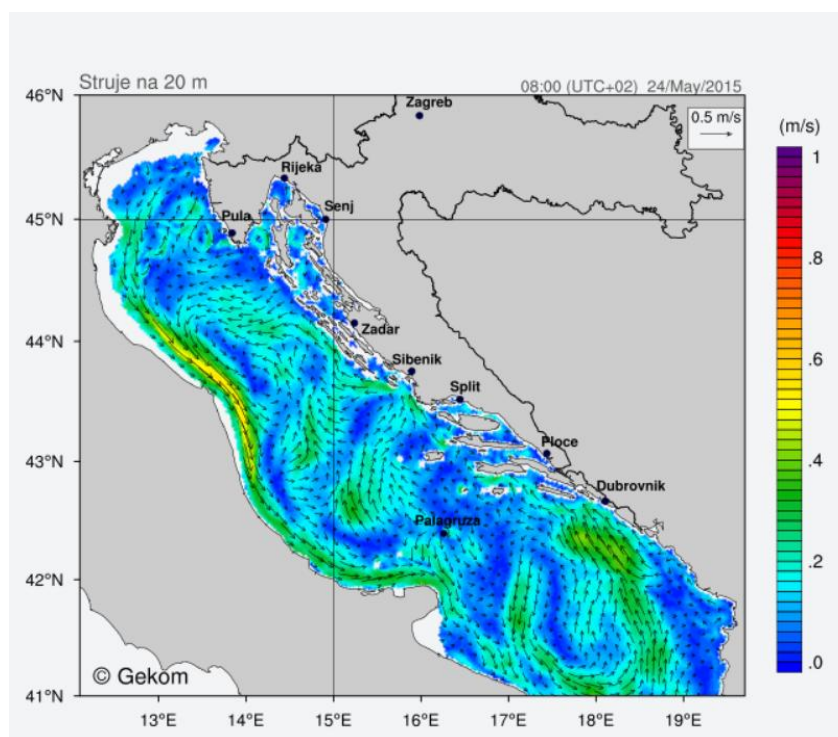 Struje na 20 m
08:00 (UTC+02) 24/May/2015
46°N
45°N
44°N
43°N
42°N
41°N
Zagreb
0.5 m/s
(m/s)
Rijeka
Senj
Pula
Zadar
Sibenik
Split
Ploce
Dubrovnik
Palagruza
1
.8
.6
.4
.2
.0
© Gekom
13°E
14°E
15°E
16°E
17°E
18°E
19°E